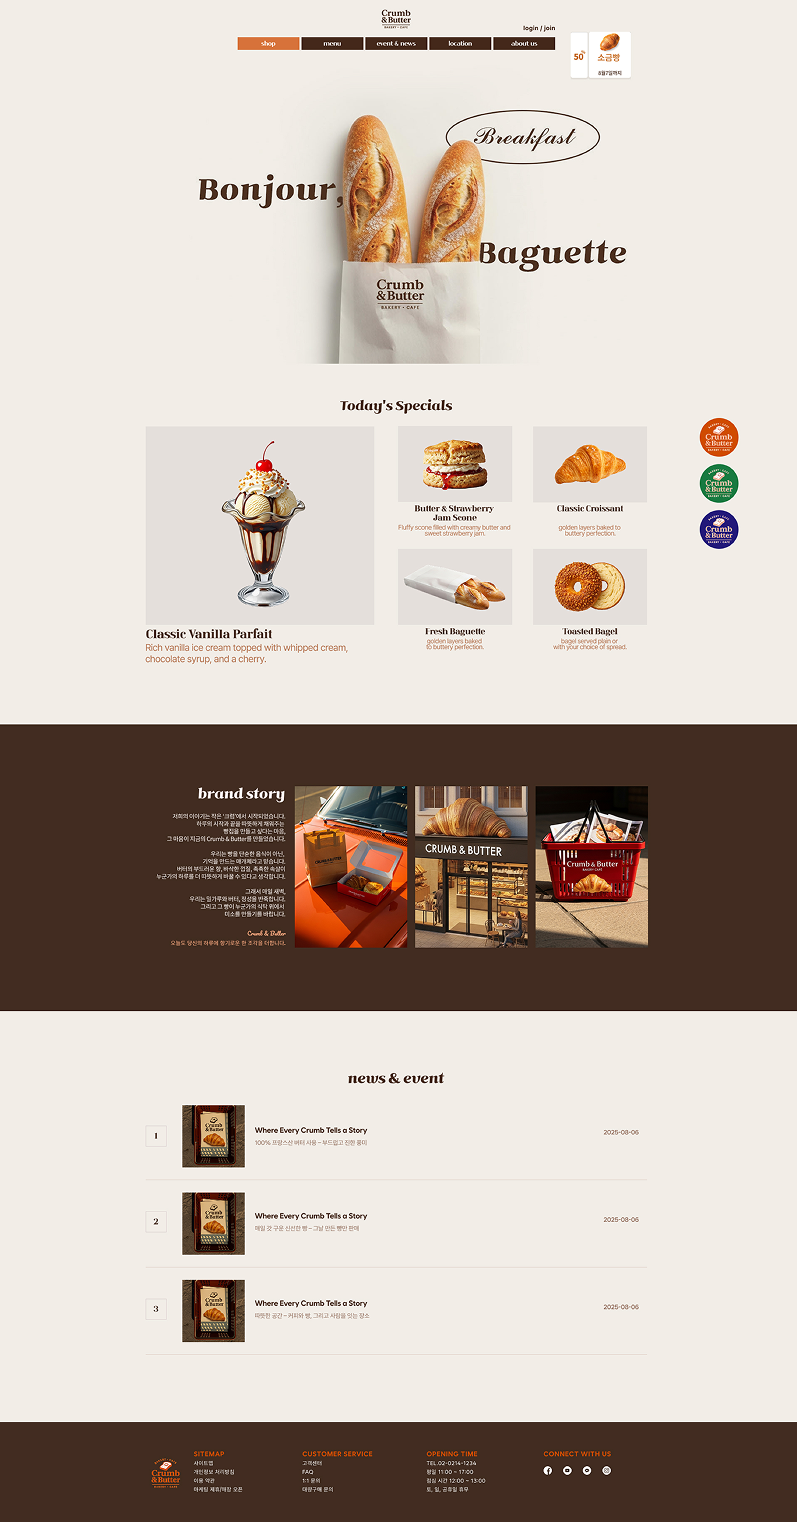 Crumb
&Butter
BAKERY • CAFE
login / join
shop
menu
event & news
location
about us
50%
소금빵
8월7일까지
Breakfast
Bonjour,
Baguette
Crumb
&Butter
BAKERY • CAFE
Today's Specials
Classic Vanilla Parfait
Rich vanilla ice cream topped with whipped cream,
chocolate syrup, and a cherry.
Butter & Strawberry
Jam Scone
Fluffy scone filled with creamy butter and
sweet strawberry jam.
Classic Croissant
golden layers baked to
buttery perfection.
Fresh Baguette
golden layers baked
to buttery perfection.
Toasted Bagel
bagel served plain or
with your choice of spread.
Crumb
&Butter
BAKERY • CAFE
Crumb
&Butter
BAKERY • CAFE
Crumb
&Butter
BAKERY • CAFE
brand story
저희의 이야기는 작은 '크럼'에서 시작되었습니다.
하루의 시작과 끝을 따뜻하게 채워주는
빵집을 만들고 싶다는 마음,
그 마음이 지금의 Crumb & Butter를 만들었습니다.
우리는 빵을 단순한 음식이 아닌,
기억을 만드는 매개체라고 믿습니다.
버터의 부드러운 향, 바삭한 껍질, 촉촉한 속살이
누군가의 하루를 더 따뜻하게 바꿀 수 있다고 생각합니다.
그래서 매일 새벽,
우리는 밀가루와 버터, 정성을 반죽합니다.
그리고 그 빵이 누군가의 식탁 위에서
미소를 만들기를 바랍니다.
Crumb & Butter
오늘도 당신의 하루에 향기로운 한 조각을 더합니다.
CRUMB & BUTTER
Crumb & Butter
BAKERY CAFE
news & event
1
Crumb
&Butter
Where Every Crumb Tells a Story
100% 프랑스산 버터 사용 – 부드럽고 진한 풍미
2025-08-06
2
Crumb
&Butter
Where Every Crumb Tells a Story
매일 갓 구운 신선한 빵 – 그날 만든 빵만 판매
2025-08-06
3
Crumb
&Butter
Where Every Crumb Tells a Story
따뜻한 공간 – 커피와 빵, 그리고 사람을 잇는 장소
2025-08-06
Crumb
&Butter
BAKERY • CAFE
SITEMAP
사이트맵
개인정보 처리방침
이용 약관
마케팅 제휴/매장 오픈
CUSTOMER SERVICE
고객센터
FAQ
1:1 문의
대량구매 문의
OPENING TIME
TEL.02-0214-1234
평일 11:00 ~ 17:00
점심 시간 12:00 ~ 13:00
토, 일, 공휴일 휴무
CONNECT WITH US